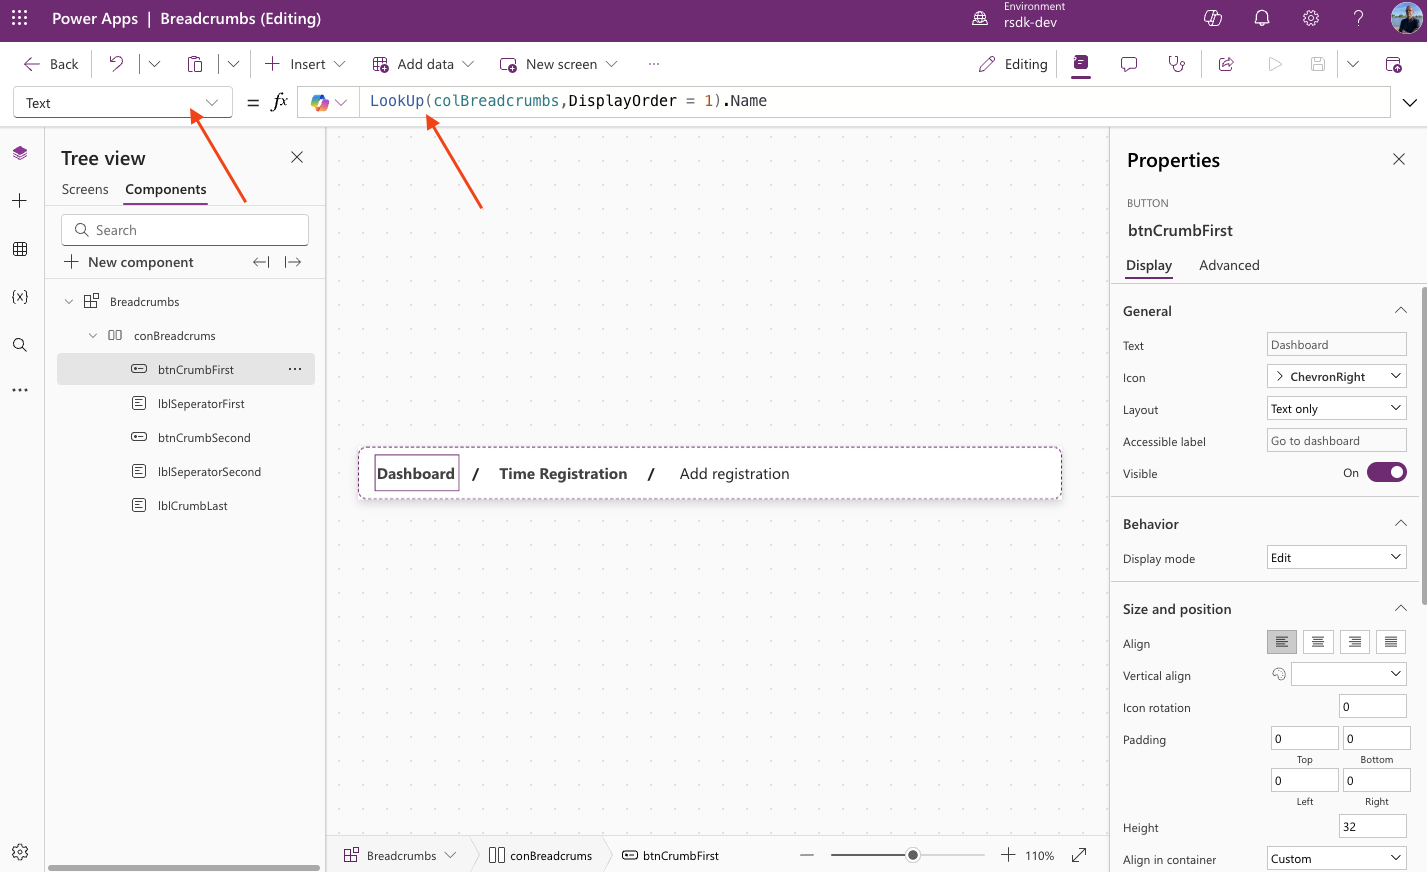 Power Apps | Breadcrumbs (Editing)
Environment
rsdk-dev
?
Back
Insert
Add data
New screen
...
Editing
Text
= fx
LookUp(colBreadcrumbs,DisplayOrder = 1).Name
Tree view
Screens
Components
Search
New component
Breadcrumbs
conBreadcrums
btnCrumbFirst
...
lblSeperatorFirst
btnCrumbSecond
lblSeperatorSecond
lblCrumbLast
{x}
Dashboard / Time Registration / Add registration
Breadcrumbs
conBreadcrums
btnCrumbFirst
110%
Properties
BUTTON
btnCrumbFirst
Display
Advanced
General
Text
Dashboard
Icon
ChevronRight
Layout
Text only
Accessible label
Go to dashboard
Visible
On
Behavior
Display mode
Edit
Size and position
Align
Vertical align
Icon rotation
0
Padding
0
0
Top
Bottom
0
0
Left
Right
Height
32
Align in container
Custom